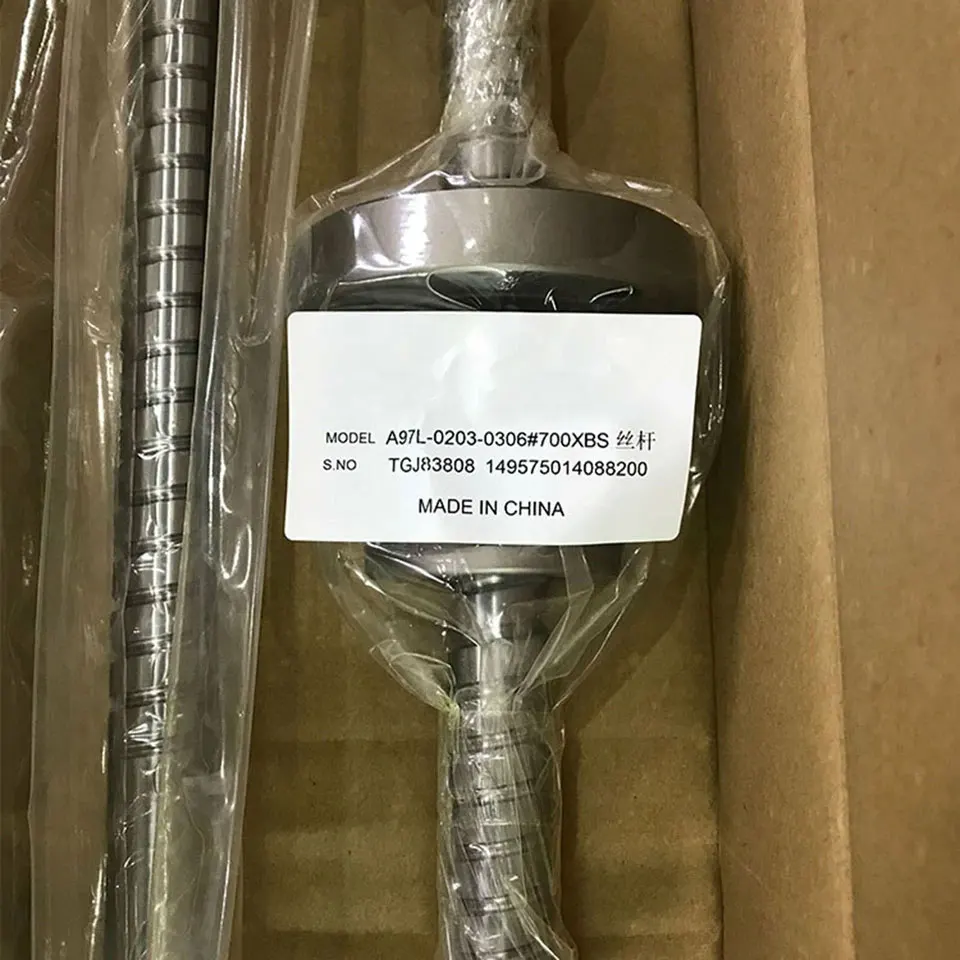 MODEL A97L-0203-0306#700XBS 丝杆
S.NO TGJ83808 149575014088200
MADE IN CHINA